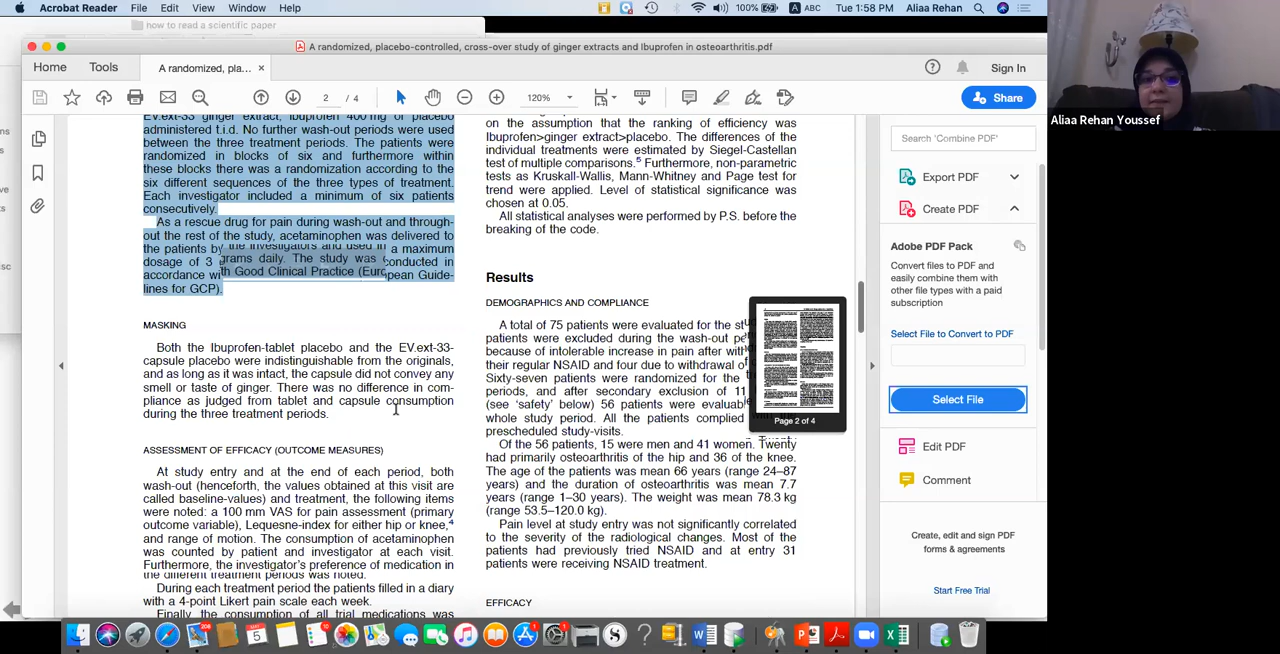 Acrobat Reader File Edit View Window Help
100% ABC Tue 1:58 PM Aliaa Rehan
how to read a scientific paper
A randomized, placebo-controlled, cross-over study of ginger extracts and Ibuprofen in osteoarthritis.pdf
Home Tools A randomized, pla... × Sign In
2 / 4 120% Share
EV.ext-33 ginger extract, Ibuprofen 400 mg or placebo
administered t.i.d. No further wash-out periods were used
between the three treatment periods. The patients were
randomized in blocks of six and furthermore within
these blocks there was a randomization according to the
six different sequences of the three types of treatment.
Each investigator included a minimum of six patients
consecutively.
As a rescue drug for pain during wash-out and through-
out the rest of the study, acetaminophen was delivered to
the patients by the investigators and used in a maximum
dosage of 3 grams daily. The study was conducted in
accordance with Good Clinical Practice (European Guide-
lines for GCP).
MASKING
Both the Ibuprofen-tablet placebo and the EV.ext-33-
capsule placebo were indistinguishable from the originals,
and as long as it was intact, the capsule did not convey any
smell or taste of ginger. There was no difference in com-
pliance as judged from tablet and capsule consumption
during the three treatment periods.
ASSESSMENT OF EFFICACY (OUTCOME MEASURES)
At study entry and at the end of each period, both
wash-out (henceforth, the values obtained at this visit are
called baseline-values) and treatment, the following items
were noted: a 100 mm VAS for pain assessment (primary
outcome variable), Lequesne-index for either hip or knee,4
and range of motion. The consumption of acetaminophen
was counted by patient and investigator at each visit.
Furthermore, the investigator's preference of medication in
the different treatment periods was noted.
During each treatment period the patients filled in a diary
with a 4-point Likert pain scale each week.
Finally, the consumption of all trial medications was
on the assumption that the ranking of efficiency was
Ibuprofen>ginger extract>placebo. The differences of the
individual treatments were estimated by Siegel-Castellan
test of multiple comparisons.5 Furthermore, non-parametric
tests as Kruskall-Wallis, Mann-Whitney and Page test for
trend were applied. Level of statistical significance was
chosen at 0.05.
All statistical analyses were performed by P.S. before the
breaking of the code.
Results
DEMOGRAPHICS AND COMPLIANCE
A total of 75 patients were evaluated for the
patients were excluded during the wash-out
because of intolerable increase in pain after
their regular NSAID and four due to withdrawal of
Sixty-seven patients were randomized for the
periods, and after secondary exclusion of 11
(see 'safety' below) 56 patients were
whole study period. All the patients complied
prescheduled study-visits.
Of the 56 patients, 15 were men and 41 women. Twenty
had primarily osteoarthritis of the hip and 36 of the knee.
The age of the patients was mean 66 years (range 24–87
years) and the duration of osteoarthritis was mean 7.7
years (range 1–30 years). The weight was mean 78.3 kg
(range 53.5–120.0 kg).
Pain level at study entry was not significantly correlated
to the severity of the radiological changes. Most of the
patients had previously tried NSAID and at entry 31
patients were receiving NSAID treatment.
EFFICACY
Page 2 of 4
Search 'Combine PDF'
Export PDF
Create PDF
Adobe PDF Pack
Convert files to PDF and
easily combine them with
other file types with a paid
subscription
Select File to Convert to PDF
Select File
Edit PDF
Comment
Create, edit and sign PDF
forms & agreements
Start Free Trial
Aliaa Rehan Youssef